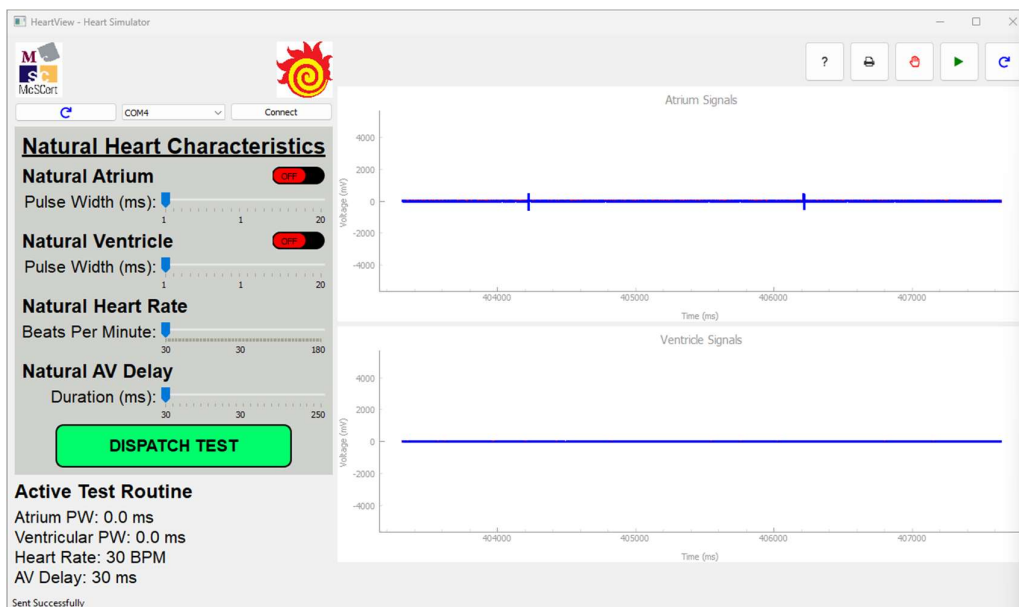 HeartView - Heart Simulator
M
SC
McSCert
?
COM4
Connect
Natural Heart Characteristics
Natural Atrium
OFF
Pulse Width (ms):
1 1 20
Natural Ventricle
OFF
Pulse Width (ms):
1 1 20
Natural Heart Rate
Beats Per Minute:
30 30 180
Natural AV Delay
Duration (ms):
30 30 250
DISPATCH TEST
Active Test Routine
Atrium PW: 0.0 ms
Ventricular PW: 0.0 ms
Heart Rate: 30 BPM
AV Delay: 30 ms
Sent Successfully
Atrium Signals
Voltage (mV)
4000
2000
0
-2000
-4000
404000 405000 406000 407000
Time (ms)
Ventricle Signals
Voltage (mV)
4000
2000
0
-2000
-4000
404000 405000 406000 407000
Time (ms)